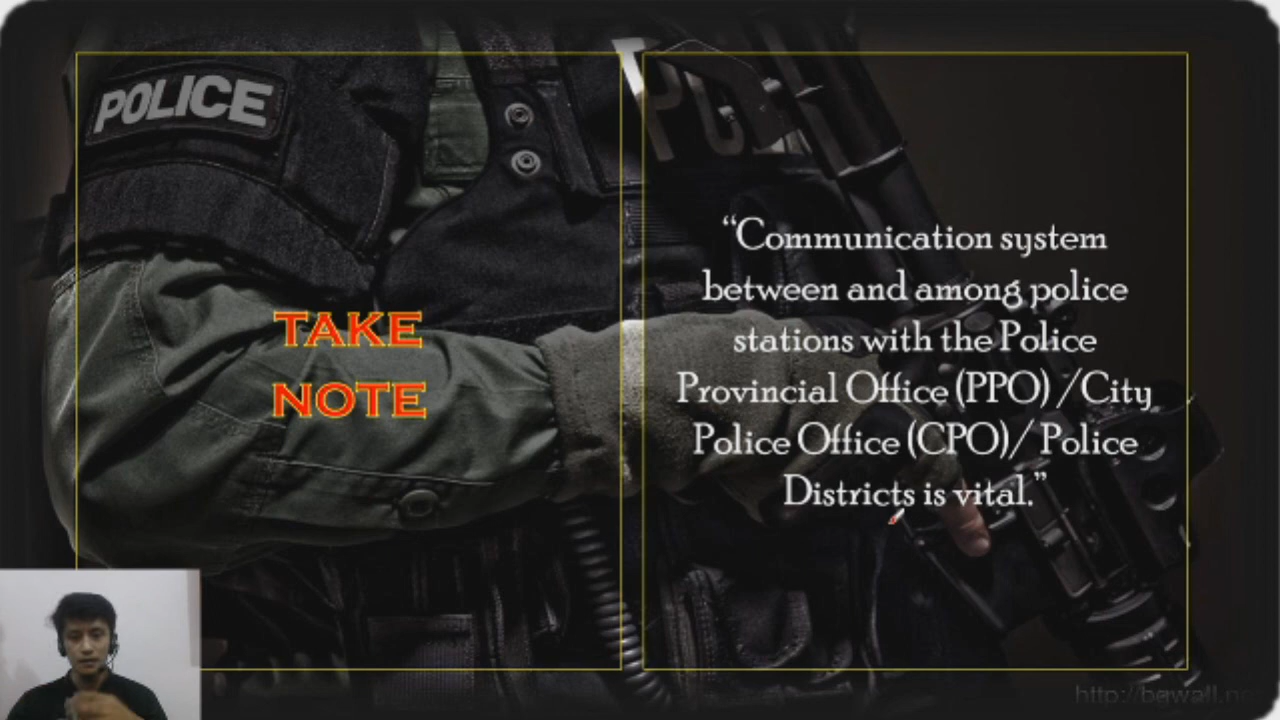 POLICE
PO
TAKE
NOTE
“Communication system
between and among police
stations with the Police
Provincial Office (PPO) /City
Police Office (CPO)/ Police
Districts is vital.”